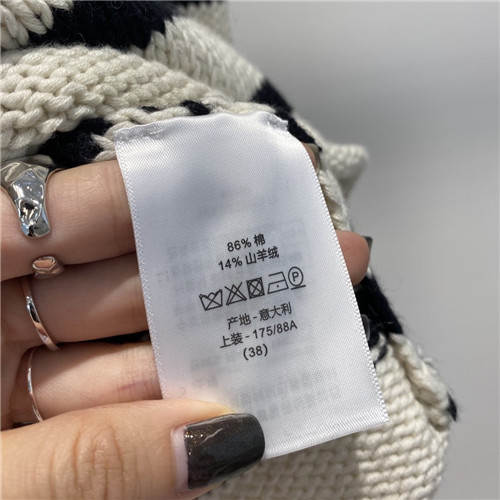 86% 棉
14% 山羊绒
P
产地 - 意大利
上装 - 175/88A
(38)